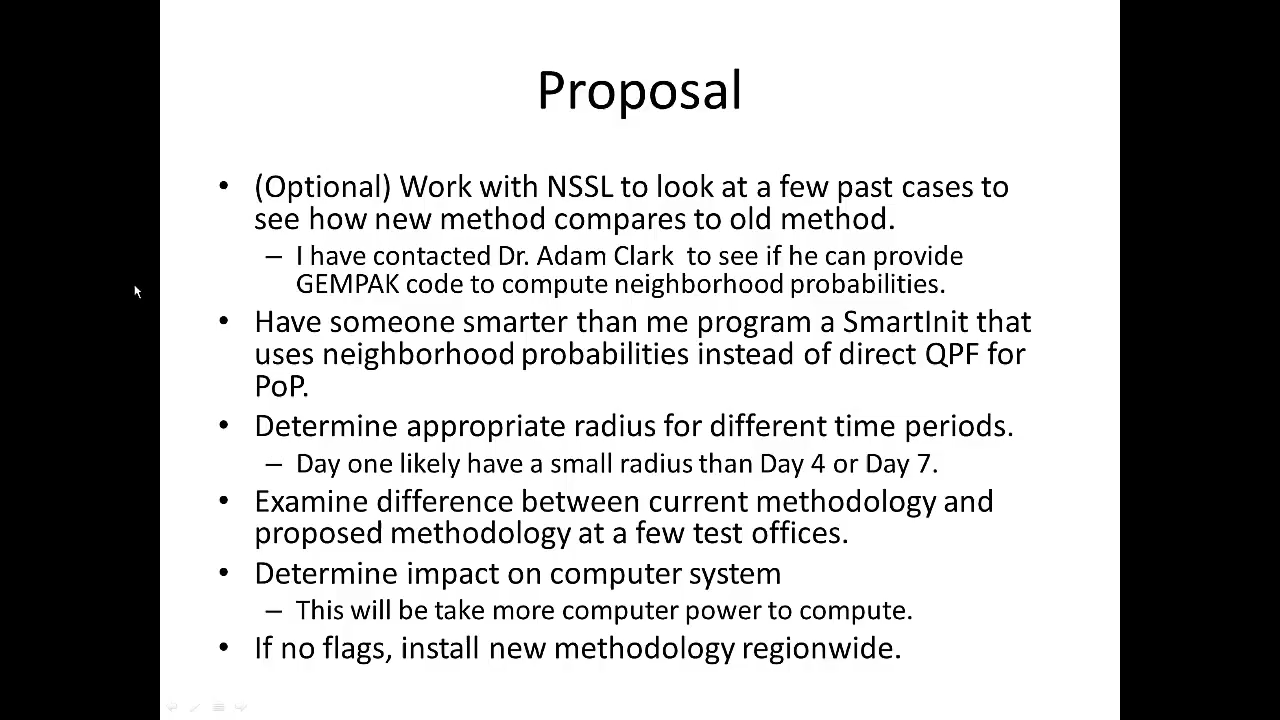 Proposal
• (Optional) Work with NSSL to look at a few past cases to
see how new method compares to old method.
– I have contacted Dr. Adam Clark  to see if he can provide
GEMPAK code to compute neighborhood probabilities.
• Have someone smarter than me program a SmartInit that
uses neighborhood probabilities instead of direct QPF for
PoP.
• Determine appropriate radius for different time periods.
– Day one likely have a small radius than Day 4 or Day 7.
• Examine difference between current methodology and
proposed methodology at a few test offices.
• Determine impact on computer system
– This will be take more computer power to compute.
• If no flags, install new methodology regionwide.